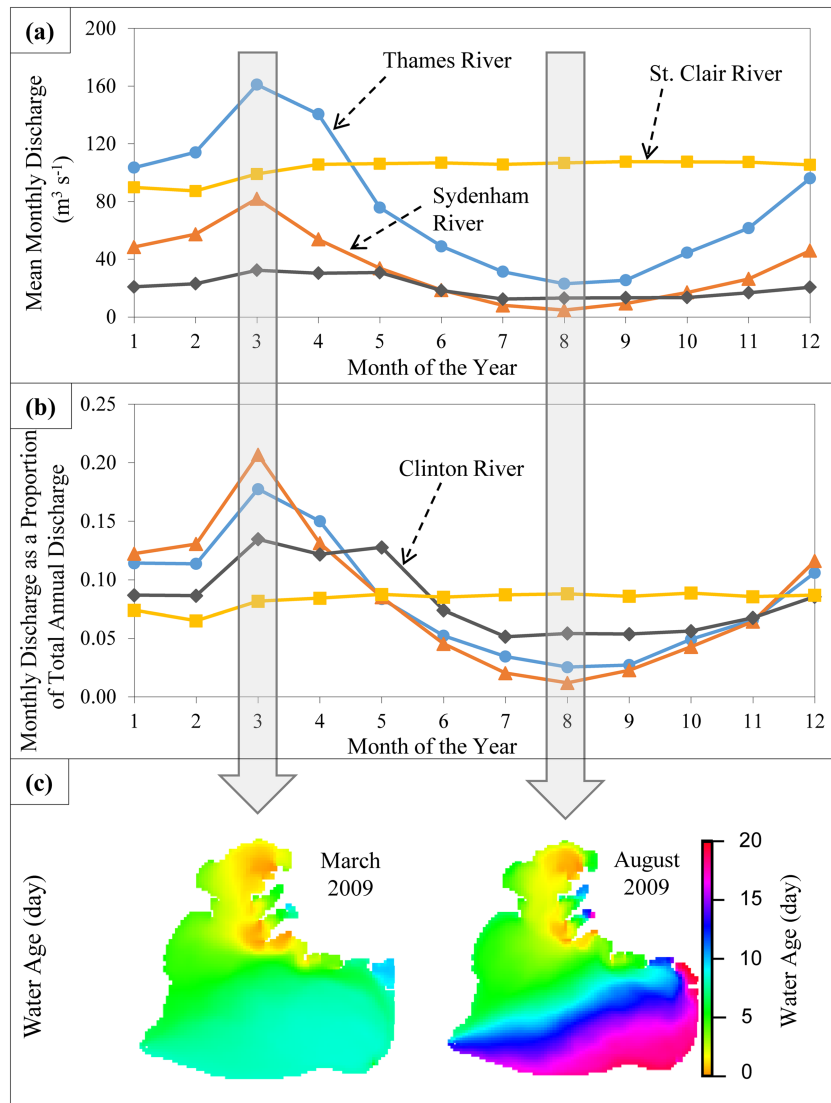 (a)
200
160
120
80
40
0
Mean Monthly Discharge
(m³ s⁻¹)
Thames River
St. Clair River
Sydenham
River
1 2 3 4 5 6 7 8 9 10 11 12
Month of the Year
(b)
0.25
0.20
0.15
0.10
0.05
0.00
Monthly Discharge as a Proportion
of Total Annual Discharge
Clinton River
1 2 3 4 5 6 7 8 9 10 11 12
Month of the Year
(c)
Water Age (day)
March
2009
August
2009
20
15
10
5
0
Water Age (day)